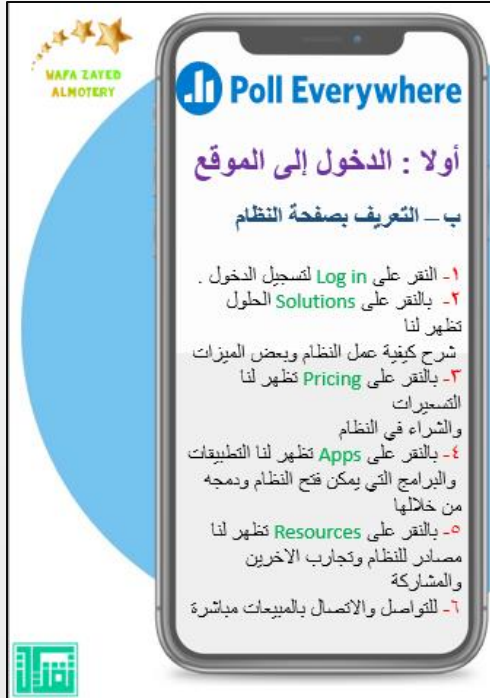 WAFA ZAYED
ALMOTERY
Poll Everywhere
أولا : الدخول إلى الموقع
ب – التعريف بصفحة النظام
١- النقر على Log in لتسجيل الدخول .
٢- بالنقر على Solutions الحلول
تظهر لنا
شرح كيفية عمل النظام وبعض الميزات
٣- بالنقر على Pricing تظهر لنا
التسعيرات
والشراء في النظام
٤- بالنقر على Apps تظهر لنا التطبيقات
والبرامج التي يمكن فتح النظام ودمجه
من خلالها
٥- بالنقر على Resources تظهر لنا
مصادر للنظام وتجارب الاخرين
والمشاركة
٦- للتواصل والاتصال بالمبيعات مباشرة